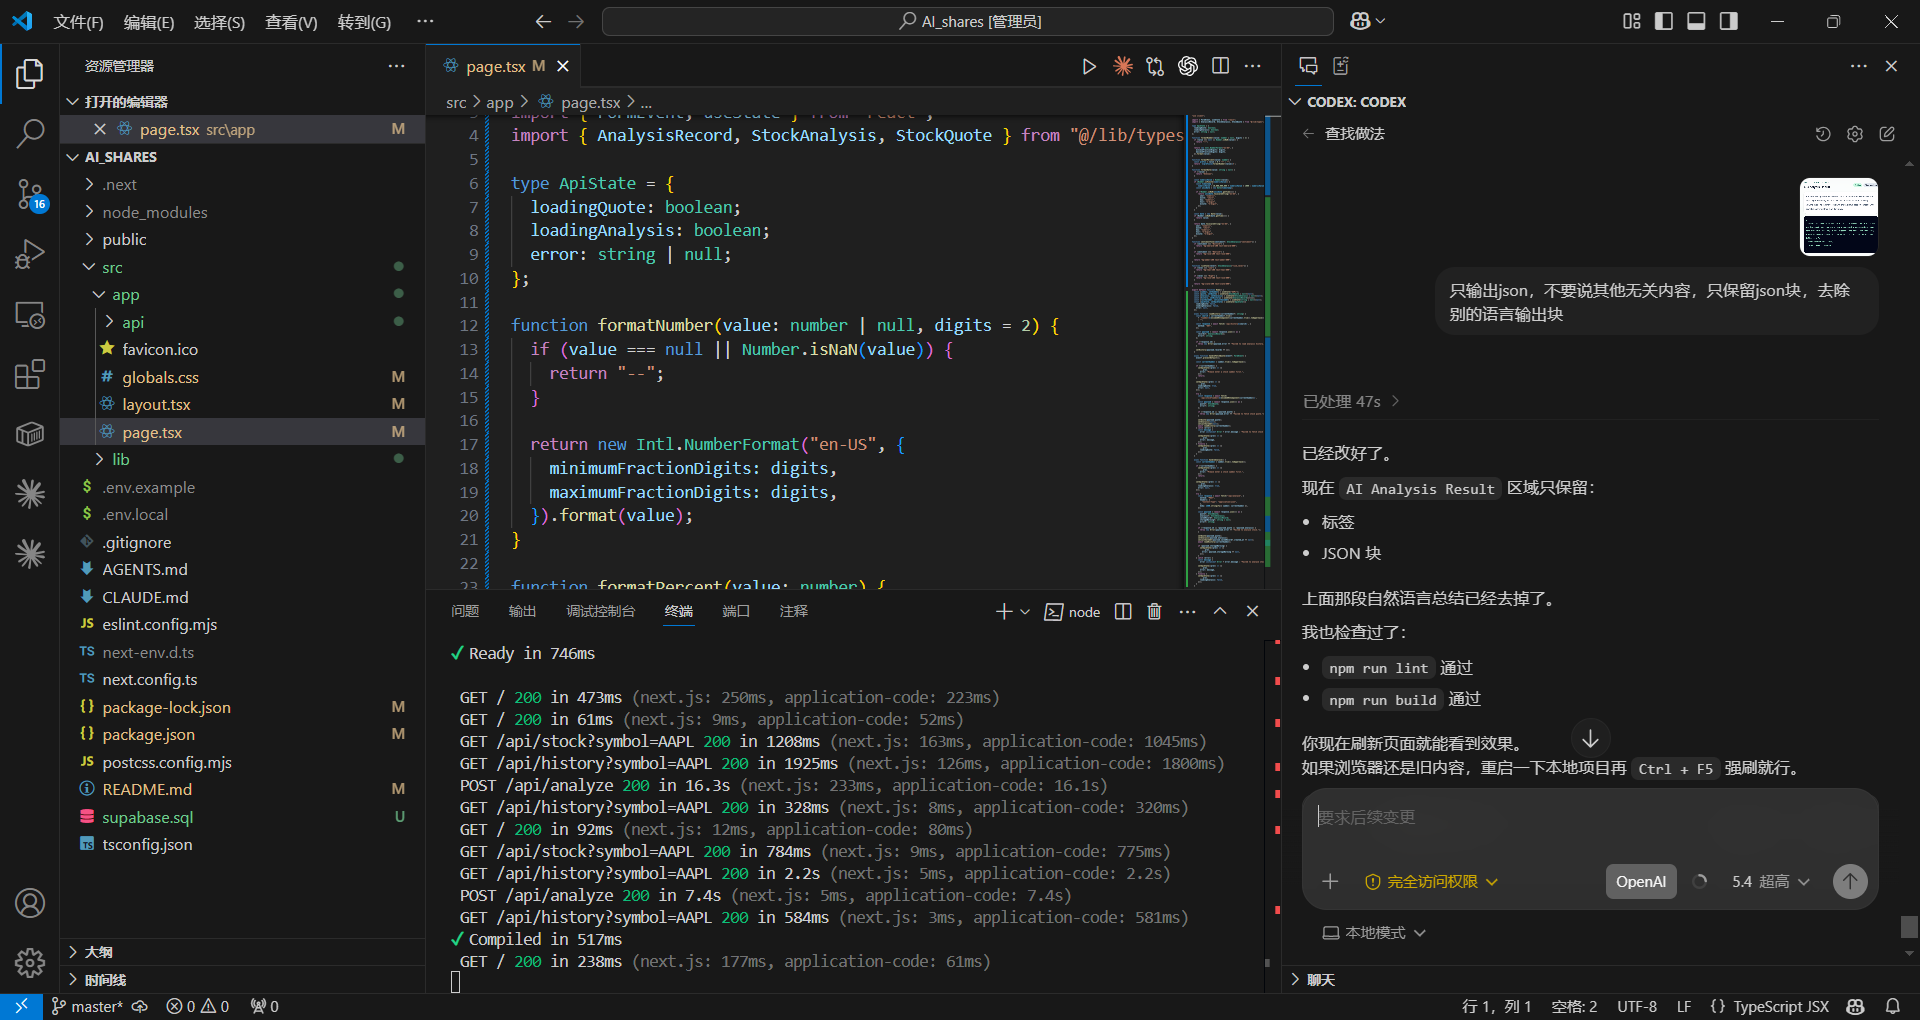 文件(F) 编辑(E) 选择(S) 查看(V) 转到(G) ··· AI_shares [管理员]
资源管理器 ···
打开的编辑器
page.tsx src\app M
AI_SHARES
.next
node_modules
public
src
app
api
favicon.ico
# globals.css M
layout.tsx M
page.tsx M
lib
$ .env.example
$ .env.local
.gitignore
AGENTS.md
CLAUDE.md
JS eslint.config.mjs
TS next-env.d.ts
TS next.config.ts
{} package-lock.json M
{} package.json M
JS postcss.config.mjs
README.md M
supabase.sql U
TS tsconfig.json
大纲
时间线
16
page.tsx M
src > app > page.tsx > ...
import { FormEvent, useState } from "react";
4 import { AnalysisRecord, StockAnalysis, StockQuote } from "@/lib/types
5
6 type ApiState = {
7 loadingQuote: boolean;
8 loadingAnalysis: boolean;
9 error: string | null;
10 };
11
12 function formatNumber(value: number | null, digits = 2) {
13 if (value === null || Number.isNaN(value)) {
14 return "--";
15 }
16
17 return new Intl.NumberFormat("en-US", {
18 minimumFractionDigits: digits,
19 maximumFractionDigits: digits,
20 }).format(value);
21 }
22
23 function formatPercent(value: number) {
问题 输出 调试控制台 终端 端口 注释 node
✓ Ready in 746ms
GET / 200 in 473ms (next.js: 250ms, application-code: 223ms)
GET / 200 in 61ms (next.js: 9ms, application-code: 52ms)
GET /api/stock?symbol=AAPL 200 in 1208ms (next.js: 163ms, application-code: 1045ms)
GET /api/history?symbol=AAPL 200 in 1925ms (next.js: 126ms, application-code: 1800ms)
POST /api/analyze 200 in 16.3s (next.js: 233ms, application-code: 16.1s)
GET /api/history?symbol=AAPL 200 in 328ms (next.js: 8ms, application-code: 320ms)
GET / 200 in 92ms (next.js: 12ms, application-code: 80ms)
GET /api/stock?symbol=AAPL 200 in 784ms (next.js: 9ms, application-code: 775ms)
GET /api/history?symbol=AAPL 200 in 2.2s (next.js: 5ms, application-code: 2.2s)
POST /api/analyze 200 in 7.4s (next.js: 5ms, application-code: 7.4s)
GET /api/history?symbol=AAPL 200 in 584ms (next.js: 3ms, application-code: 581ms)
✓ Compiled in 517ms
GET / 200 in 238ms (next.js: 177ms, application-code: 61ms)
CODEX: CODEX
查找做法
只输出json，不要说其他无关内容，只保留json块，去除
别的语言输出块
已处理 47s
已经改好了。
现在 AI Analysis Result 区域只保留：
• 标签
• JSON 块
上面那段自然语言总结已经去掉了。
我也检查过了：
• npm run lint 通过
• npm run build 通过
你现在刷新页面就能看到效果。
如果浏览器还是旧内容，重启一下本地项目再 Ctrl + F5 强刷就行。
要求后续变更
完全访问权限 OpenAI 5.4 超高
本地模式
聊天
master* 0 0 0 行 1，列 1 空格: 2 UTF-8 LF {} TypeScript JSX